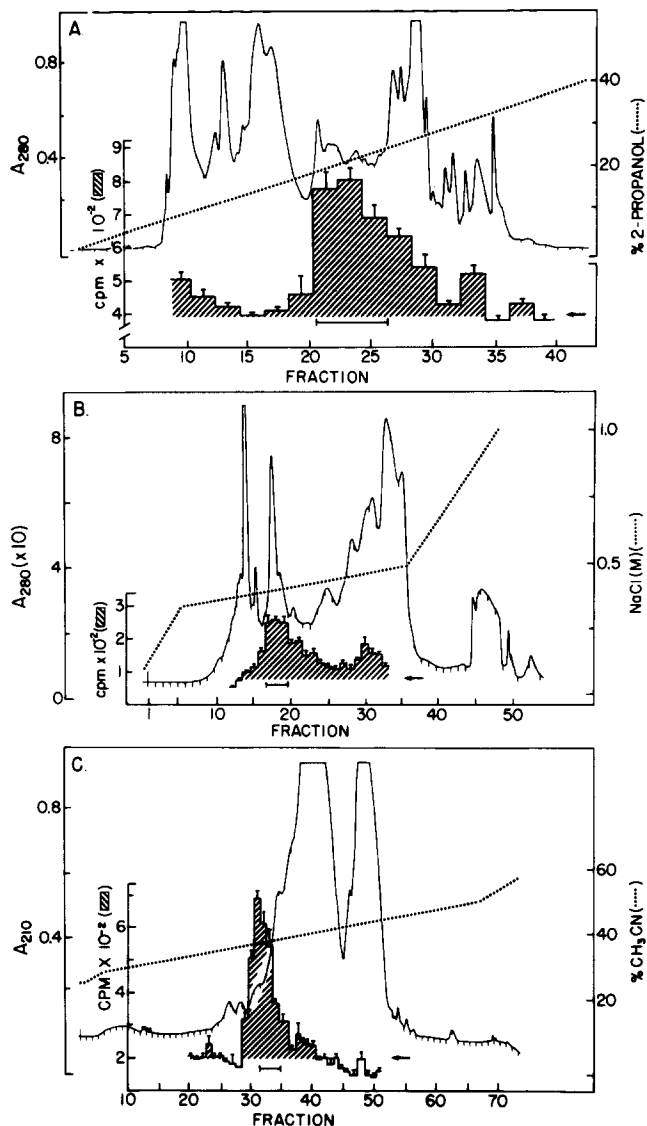 A
0.8
0.4
A280
9
8
7
6
5
4
cpm x 10-2 (▨)
40
20
% 2-PROPANOL (......)
5 10 15 20 25 30 35 40
FRACTION
B.
8
4
0
A280 (x10)
3
2
1
cpm x 10-2 (▨)
1.0
0.5
NaCl (M) (......)
1 10 20 30 40 50
FRACTION
C.
0.8
0.4
A210
6
4
2
CPM X 10-2 (▨)
60
40
20
% CH3CN (......)
10 20 30 40 50 60 70
FRACTION